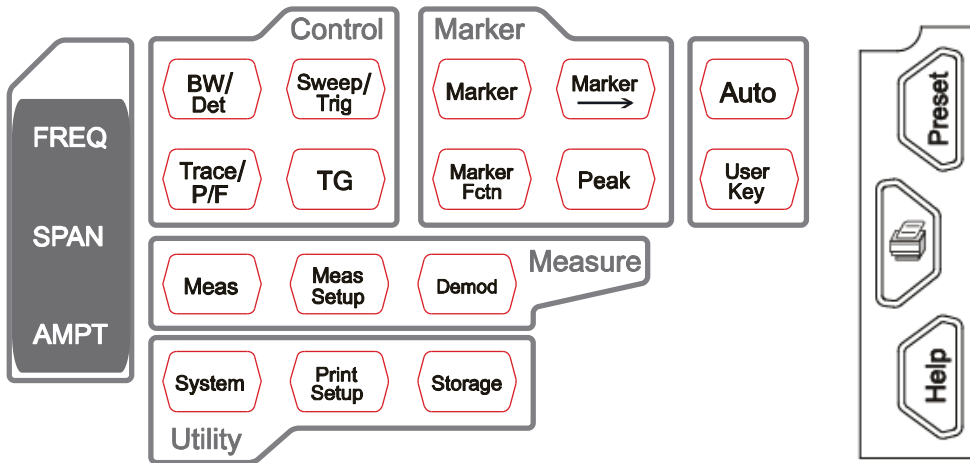 Control
Marker
BW/
Det
Sweep/
Trig
Marker
Marker
Auto
Preset
FREQ
Trace/
P/F
TG
Marker
Fctn
Peak
User
Key
SPAN
Measure
Meas
Meas
Setup
Demod
AMPT
System
Print
Setup
Storage
Help
Utility